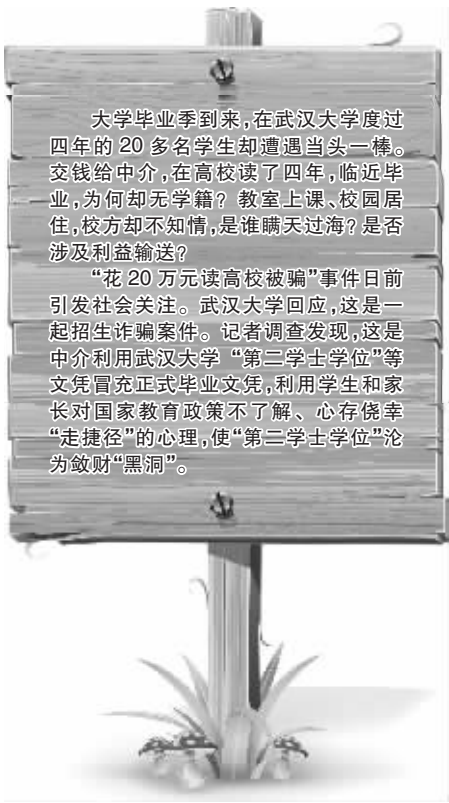 大学毕业季到来,在武汉大学度过
四年的 20 多名学生却遭遇当头一棒。
交钱给中介,在高校读了四年,临近毕
业,为何却无学籍? 教室上课、校园居
住,校方却不知情,是谁瞒天过海?是否
涉及利益输送?
“花 20 万元读高校被骗”事件日前
引发社会关注。武汉大学回应,这是一
起招生诈骗案件。记者调查发现,这是
中介利用武汉大学 “第二学士学位”等
文凭冒充正式毕业文凭,利用学生和家
长对国家教育政策不了解、心存侥幸
“走捷径”的心理,使“第二学士学位”沦
为敛财“黑洞”。